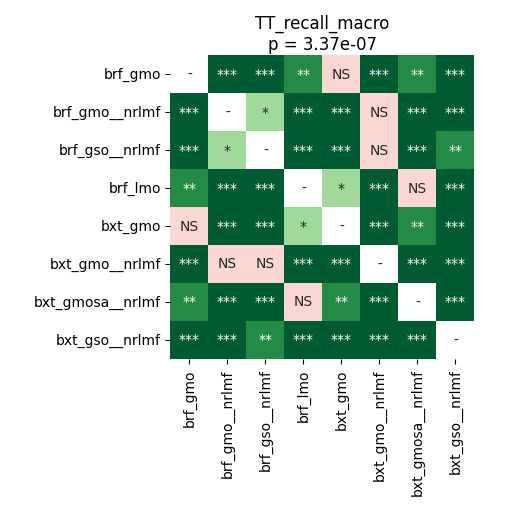 TT_recall_macro
p = 3.37e-07
brf_gmo - *** *** ** NS *** ** ***
brf_gmo__nrlmf *** - * *** *** NS *** ***
brf_gso__nrlmf *** * - *** *** NS *** **
brf_lmo ** *** *** - * *** NS ***
bxt_gmo NS *** *** * - *** ** ***
bxt_gmo__nrlmf *** NS NS *** *** - *** ***
bxt_gmosa__nrlmf ** *** *** NS ** *** - ***
bxt_gso__nrlmf *** *** ** *** *** *** *** -
brf_gmo
brf_gmo__nrlmf
brf_gso__nrlmf
brf_lmo
bxt_gmo
bxt_gmo__nrlmf
bxt_gmosa__nrlmf
bxt_gso__nrlmf